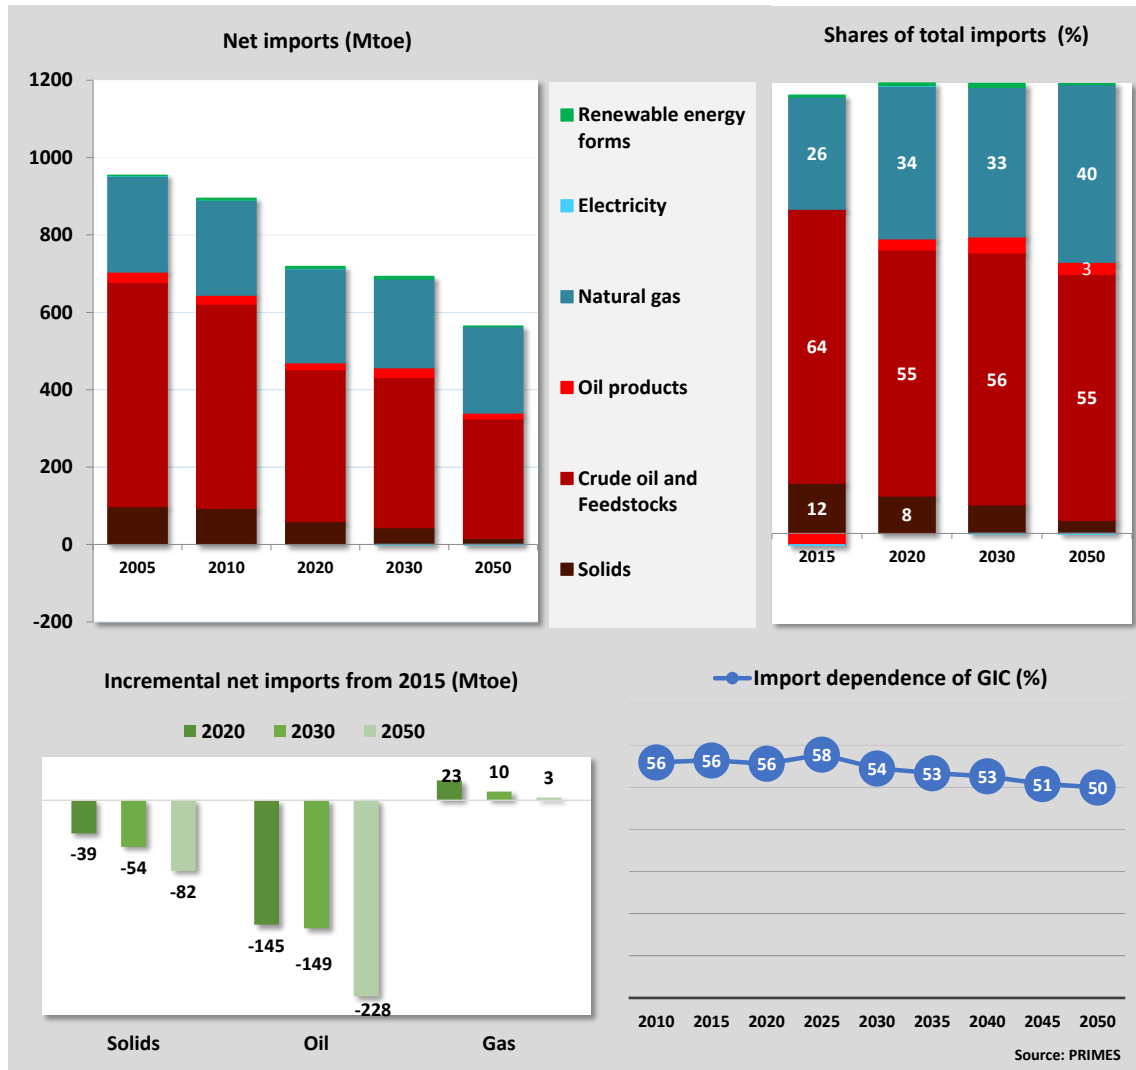 Net imports (Mtoe)
1200
1000
800
600
400
200
0
-200
2005 2010 2020 2030 2050
Renewable energy
forms
Electricity
Natural gas
Oil products
Crude oil and
Feedstocks
Solids
Shares of total imports (%)
26 34 33 40
3
64 55 56 55
12 8
2015 2020 2030 2050
Incremental net imports from 2015 (Mtoe)
2020 2030 2050
23 10 3
-39 -54 -82
-145 -149 -228
Solids Oil Gas
Import dependence of GIC (%)
56 56 56 58 54 53 53 51 50
2010 2015 2020 2025 2030 2035 2040 2045 2050
Source: PRIMES